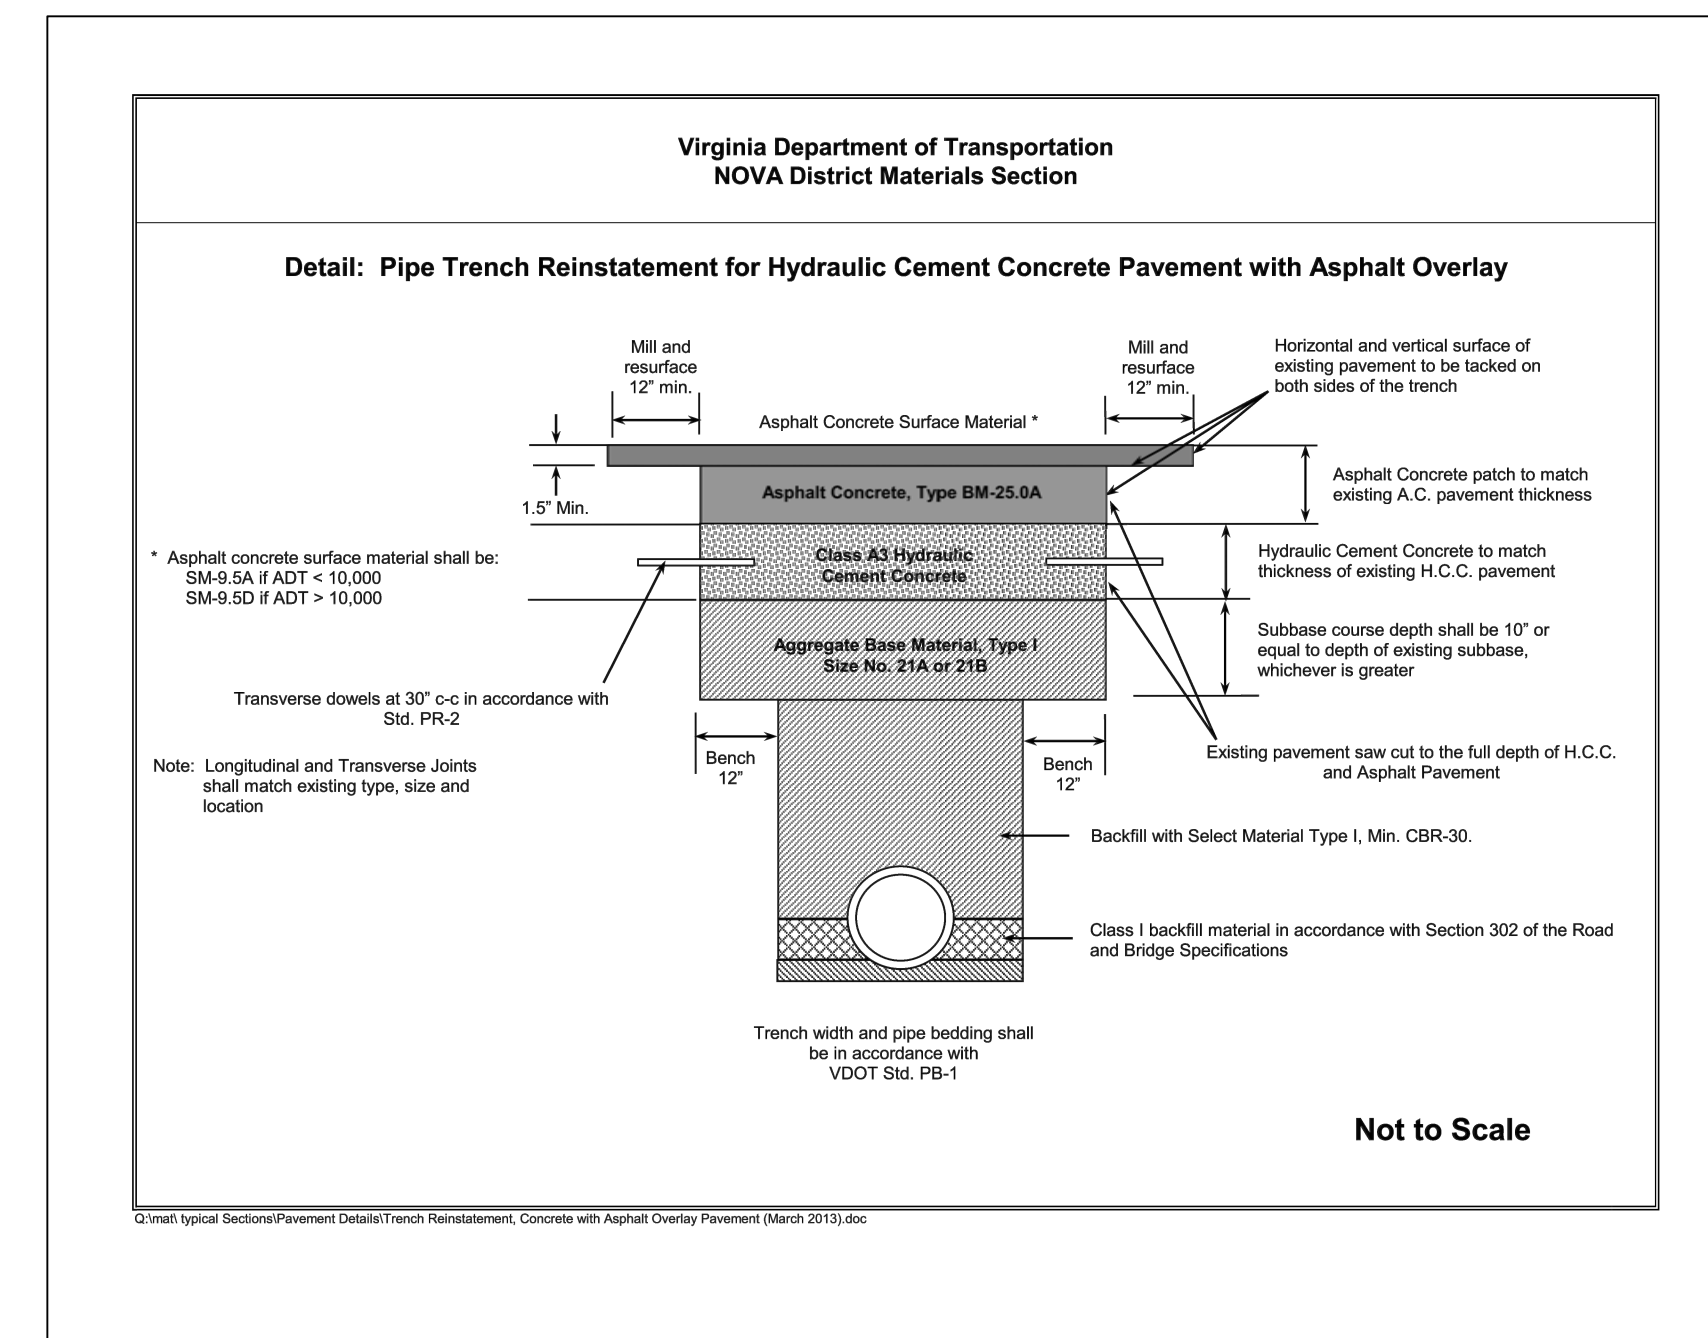 Virginia Department of Transportation
NOVA District Materials Section
Detail:  Pipe Trench Reinstatement for Hydraulic Cement Concrete Pavement with Asphalt Overlay
Mill and
resurface
12” min.
Mill and
resurface
12” min.
Horizontal and vertical surface of
existing pavement to be tacked on
both sides of the trench
Asphalt Concrete Surface Material *
1.5” Min.
Asphalt Concrete, Type BM-25.0A
Asphalt Concrete patch to match
existing A.C. pavement thickness
* Asphalt concrete surface material shall be:
SM-9.5A if ADT < 10,000
SM-9.5D if ADT > 10,000
Class A3 Hydraulic
Cement Concrete
Hydraulic Cement Concrete to match
thickness of existing H.C.C. pavement
Aggregate Base Material, Type I
Size No. 21A or 21B
Subbase course depth shall be 10” or
equal to depth of existing subbase,
whichever is greater
Transverse dowels at 30” c-c in accordance with
Std. PR-2
Note:  Longitudinal and Transverse Joints
shall match existing type, size and
location
Bench
12”
Bench
12”
Existing pavement saw cut to the full depth of H.C.C.
and Asphalt Pavement
Backfill with Select Material Type I, Min. CBR-30.
Class I backfill material in accordance with Section 302 of the Road
and Bridge Specifications
Trench width and pipe bedding shall
be in accordance with
VDOT Std. PB-1
Not to Scale
Q:\mat\ typical Sections\Pavement Details\Trench Reinstatement, Concrete with Asphalt Overlay Pavement (March 2013).doc